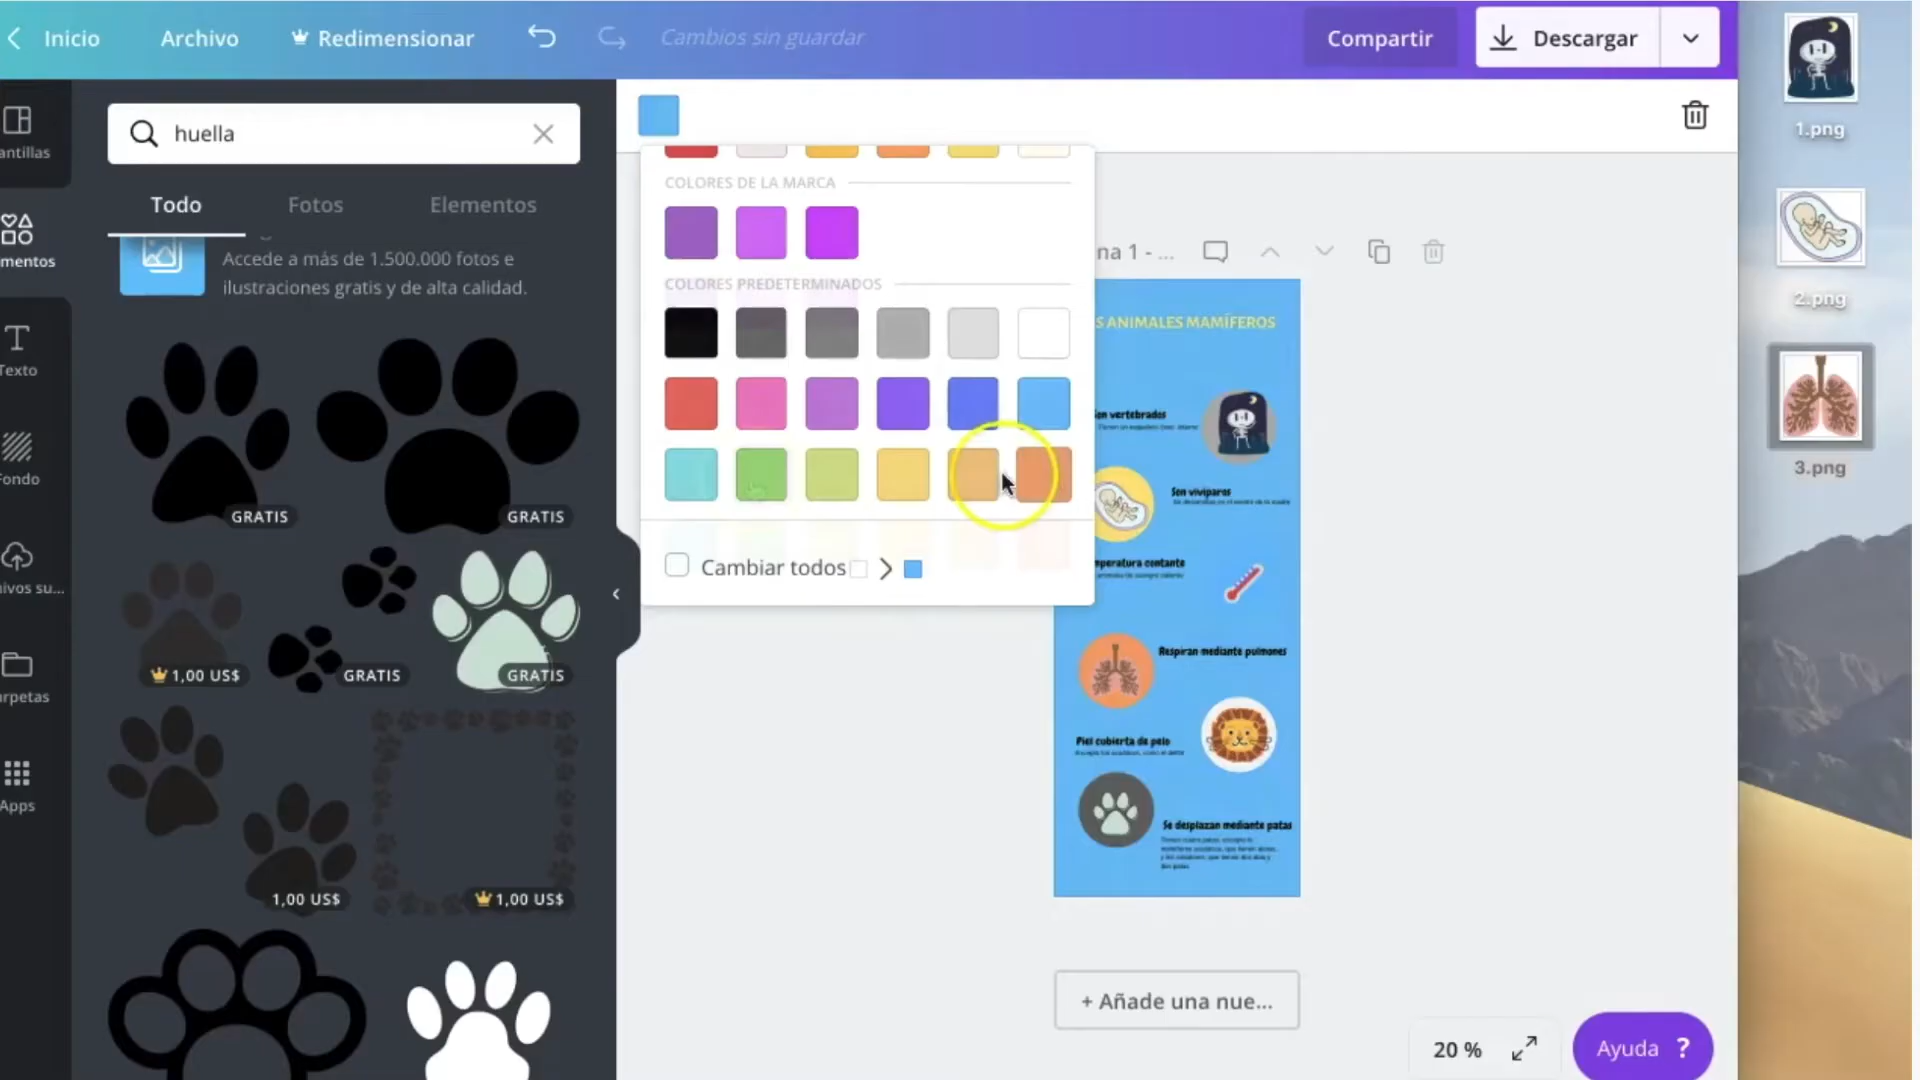 Inicio
Archivo
Redimensionar
Cambios sin guardar
Compartir
Descargar
antillas
mentos
Texto
Fondo
ivos su...
arpetas
Apps
huella
Todo
Fotos
Elementos
Accede a más de 1.500.000 fotos e
ilustraciones gratis y de alta calidad.
GRATIS
GRATIS
1,00 US$
GRATIS
GRATIS
1,00 US$
1,00 US$
COLORES DE LA MARCA
COLORES PREDETERMINADOS
Cambiar todos
na 1 - ...
S ANIMALES MAMÍFEROS
Son vertebrados
Son vivíparos
mperatura contante
Respiran mediante pulmones
Piel cubierta de pelo
Se desplazan mediante patas
+ Añade una nue...
20 %
Ayuda ?
1.png
2.png
3.png